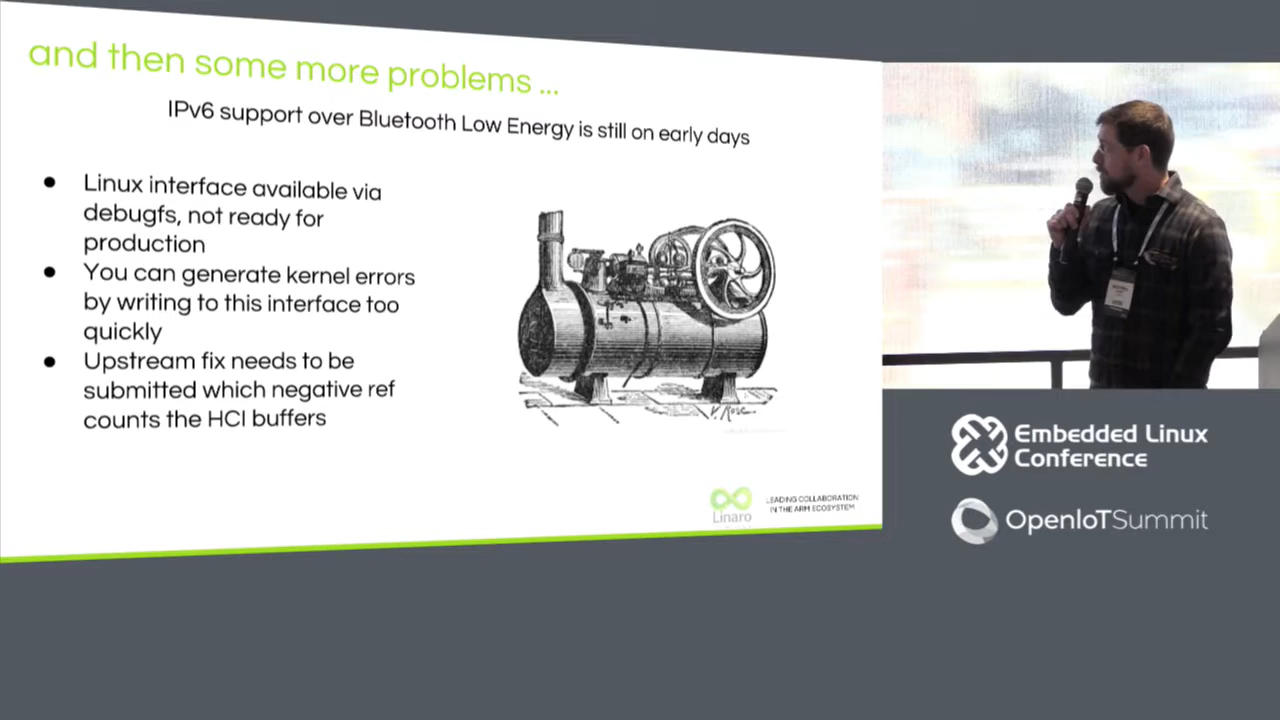 and then some more problems ...
IPv6 support over Bluetooth Low Energy is still on early days
● Linux interface available via
debugfs, not ready for
production
● You can generate kernel errors
by writing to this interface too
quickly
● Upstream fix needs to be
submitted which negative ref
counts the HCI buffers
V. Rose
Linaro
LEADING COLLABORATION
IN THE ARM ECOSYSTEM
Embedded Linux
Conference
OpenIoTSummit